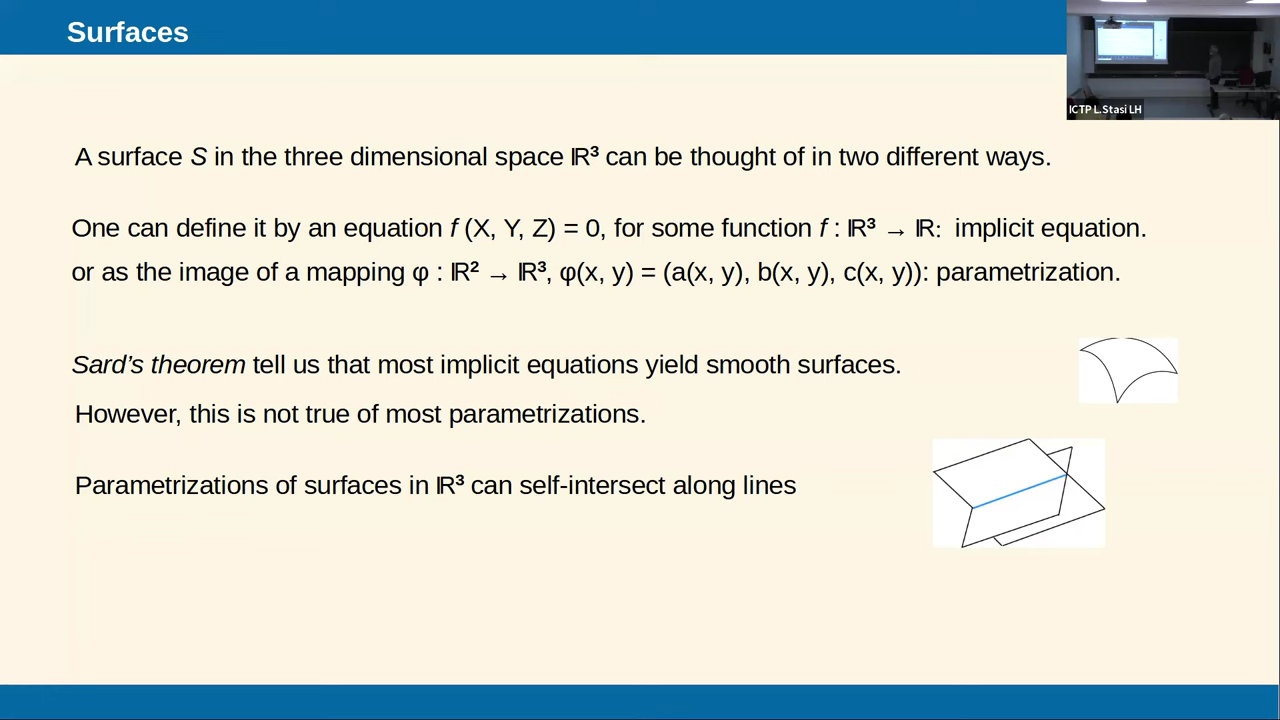 Surfaces
ICTP L.Stasi LH
A surface S in the three dimensional space ℝ³ can be thought of in two different ways.
One can define it by an equation f (X, Y, Z) = 0, for some function f : ℝ³ → ℝ: implicit equation.
or as the image of a mapping φ : ℝ² → ℝ³, φ(x, y) = (a(x, y), b(x, y), c(x, y)): parametrization.
Sard’s theorem tell us that most implicit equations yield smooth surfaces.
However, this is not true of most parametrizations.
Parametrizations of surfaces in ℝ³ can self-intersect along lines